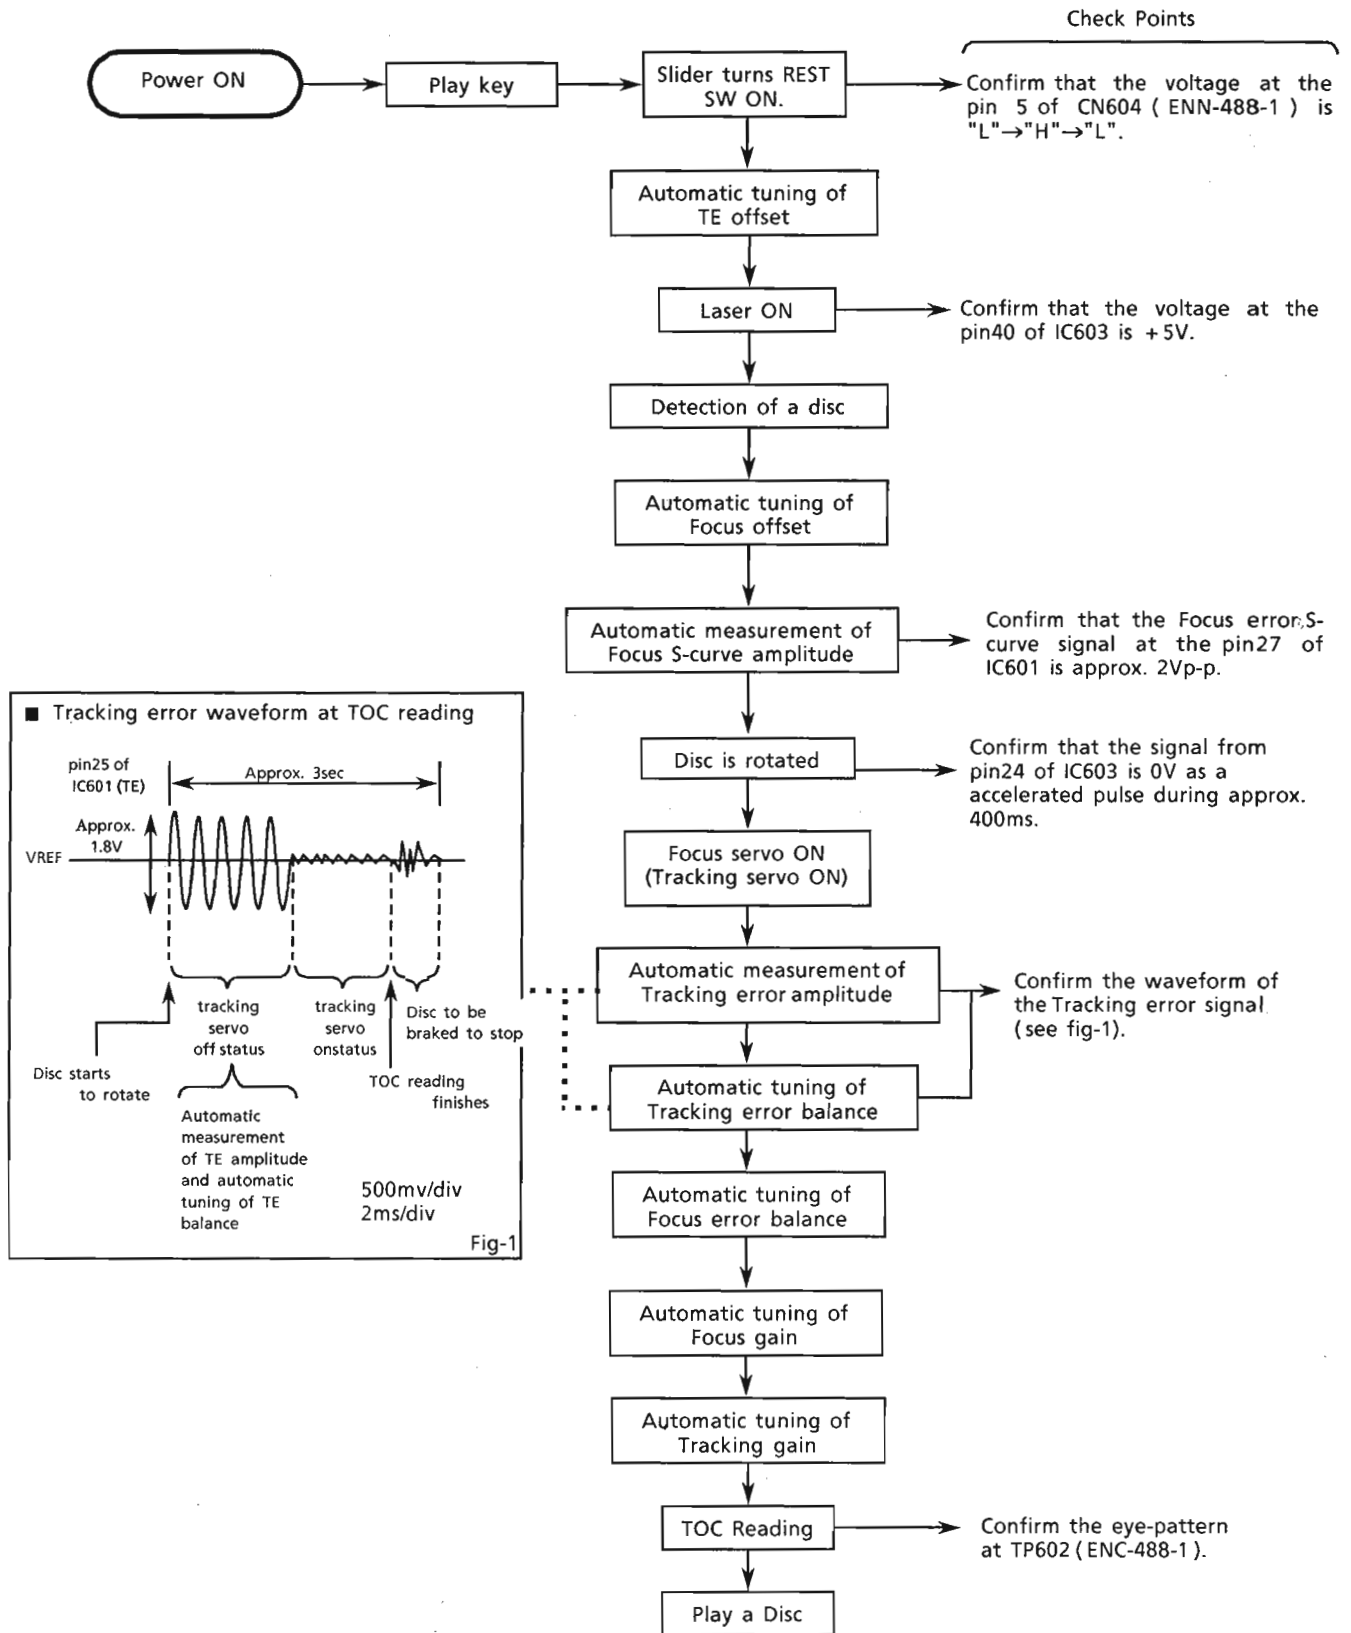 Check Points
Power ON
Play key
Slider turns REST
SW ON.
Confirm that the voltage at the
pin 5 of CN604 ( ENN-488-1 ) is
"L"→"H"→"L".
Automatic tuning of
TE offset
Laser ON
Confirm that the voltage at the
pin40 of IC603 is +5V.
Detection of a disc
Automatic tuning of
Focus offset
Automatic measurement of
Focus S-curve amplitude
Confirm that the Focus error S-
curve signal at the pin27 of
IC601 is approx. 2Vp-p.
Disc is rotated
Confirm that the signal from
pin24 of IC603 is 0V as a
accelerated pulse during approx.
400ms.
Focus servo ON
(Tracking servo ON)
Automatic measurement of
Tracking error amplitude
Confirm the waveform of
the Tracking error signal
(see fig-1).
Automatic tuning of
Tracking error balance
Automatic tuning of
Focus error balance
Automatic tuning of
Focus gain
Automatic tuning of
Tracking gain
TOC Reading
Confirm the eye-pattern
at TP602 ( ENC-488-1 ).
Play a Disc
■ Tracking error waveform at TOC reading
pin25 of
IC601 (TE)
Approx. 3sec
Approx.
1.8V
VREF
tracking
servo
off status
tracking
servo
onstatus
Disc to be
braked to stop
Disc starts
to rotate
TOC reading
finishes
Automatic
measurement
of TE amplitude
and automatic
tuning of TE
balance
500mv/div
2ms/div
Fig-1